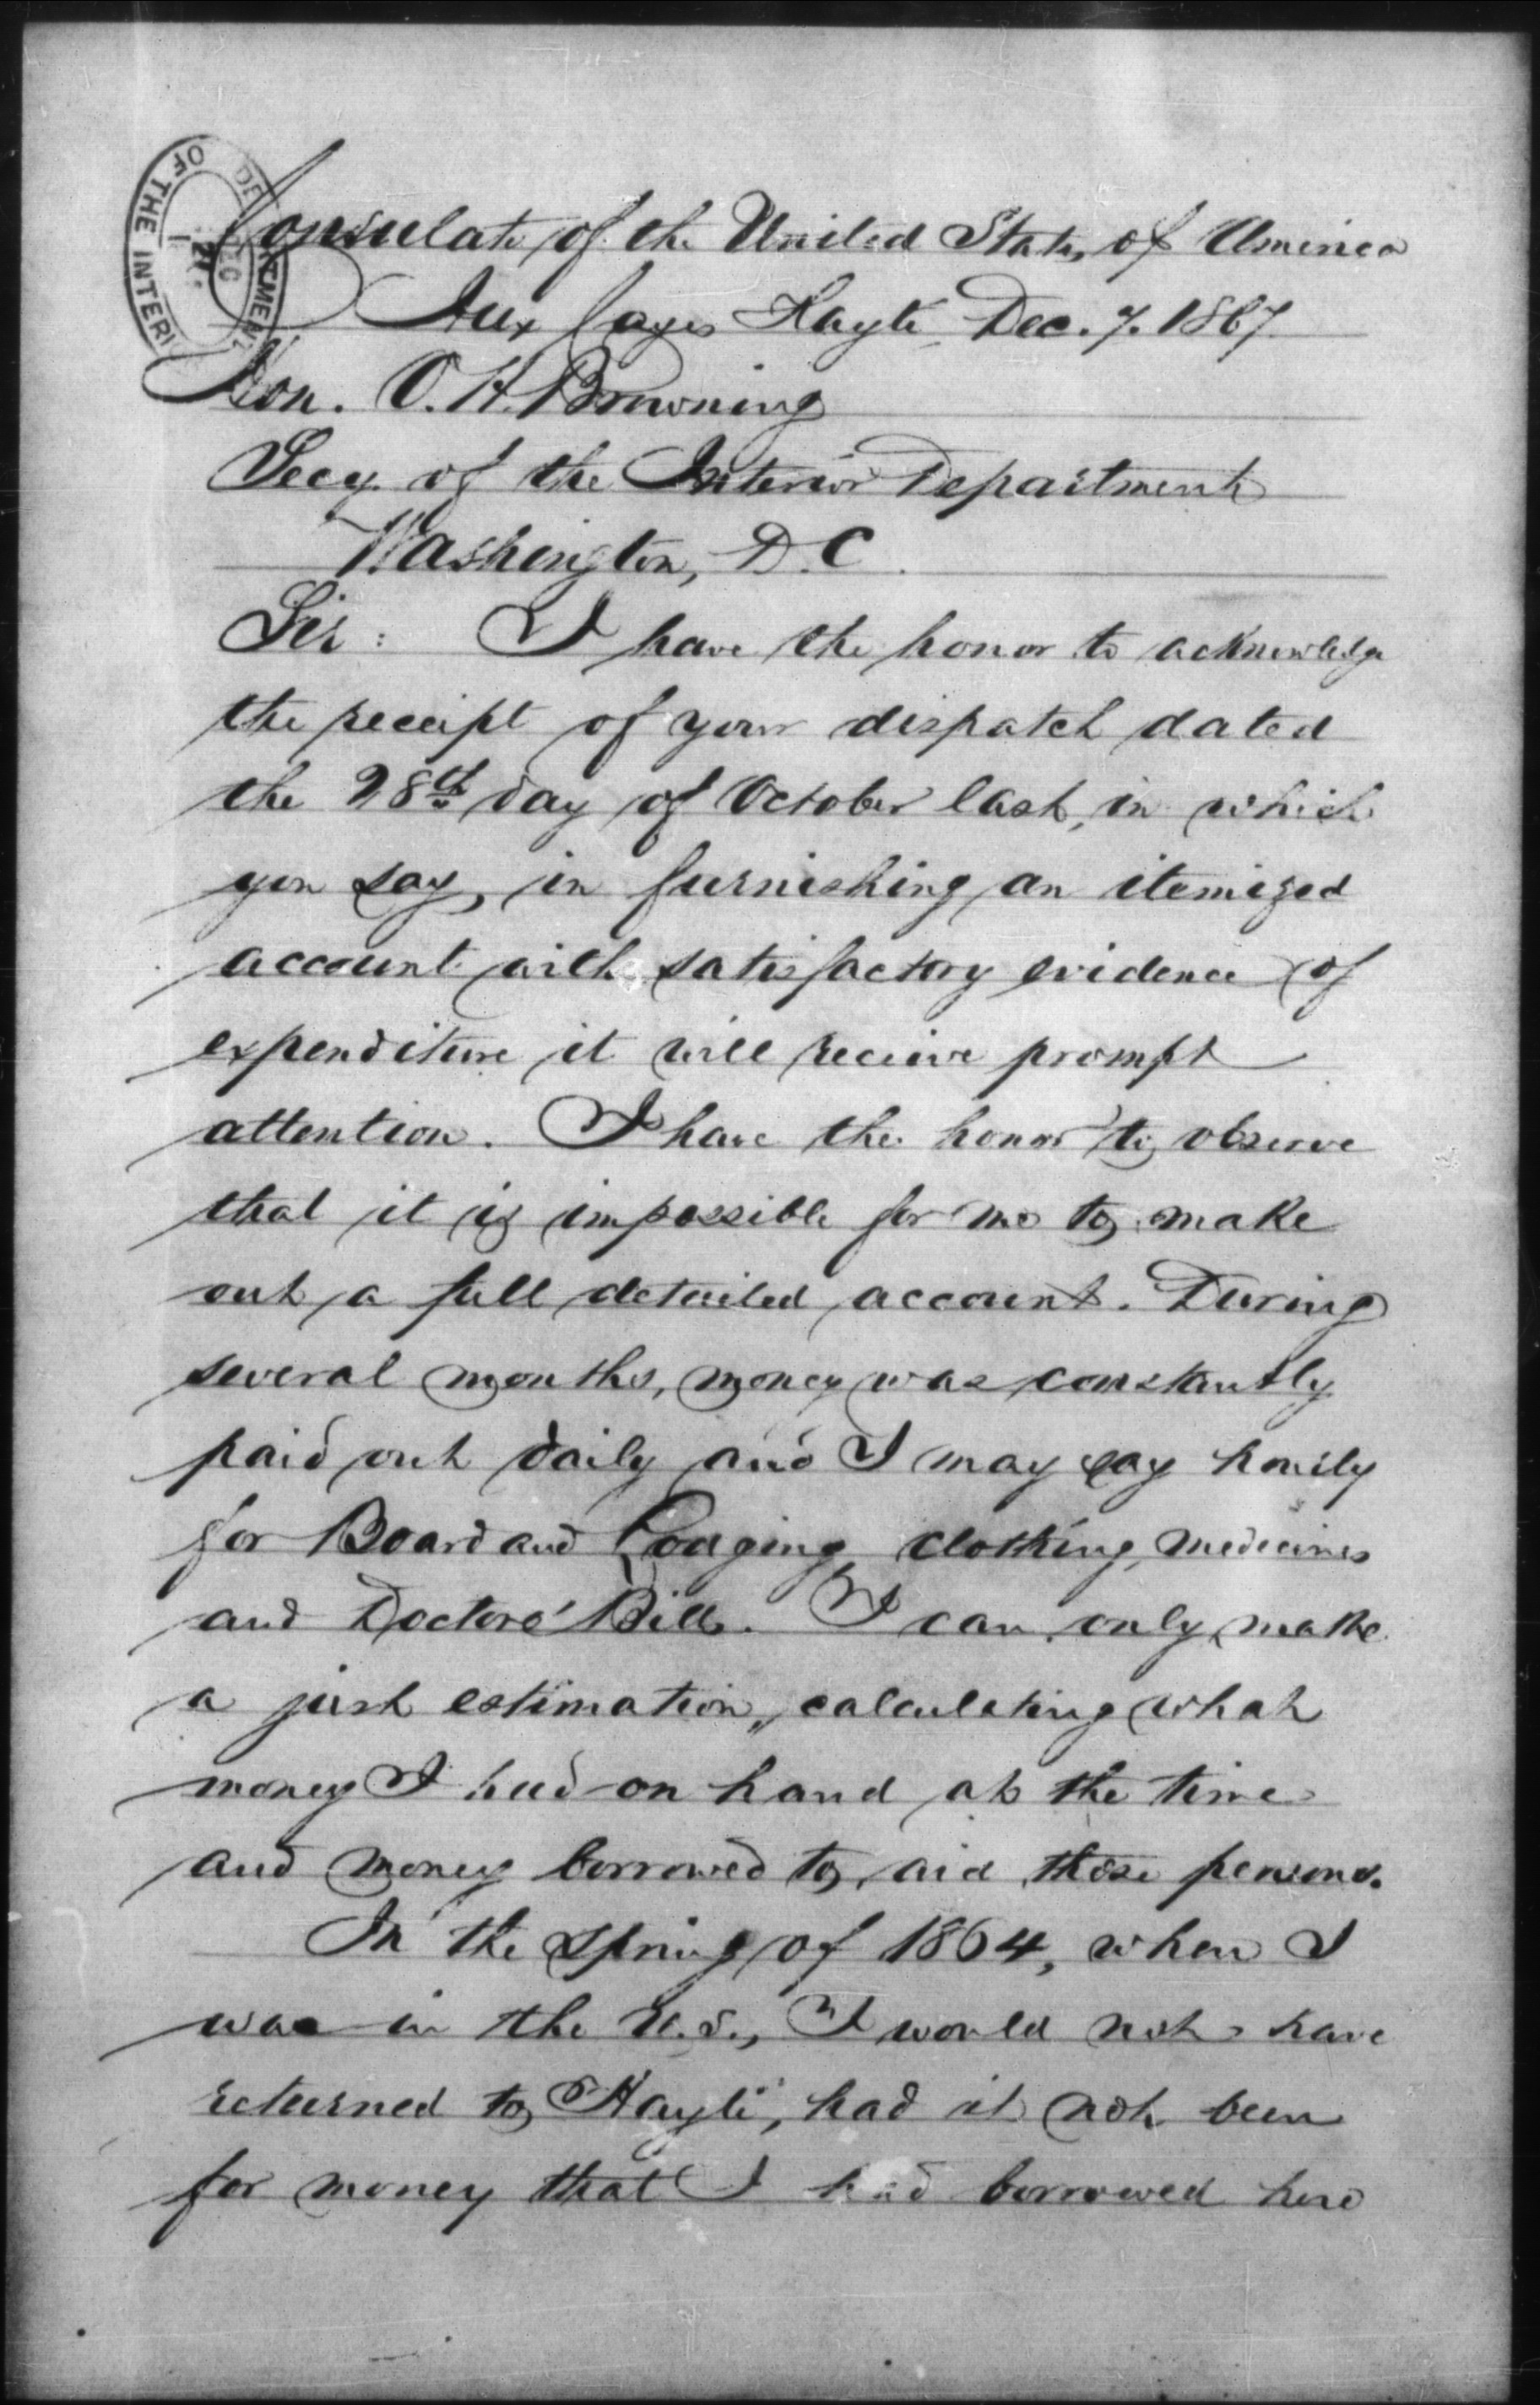 DEPARTMENT OF THE INTERI
DEC
24
Consulate of the United States of America
Aux Cayes Hayti, Dec. 7. 1867.
Hon. O. H. Browning
Secy. of the Interior Department
Washington, D.C.
Sir: I have the honor to acknowledge
the receipt of your dispatch dated
the 28th day of October last, in which
you say, in furnishing an itemized
account with satisfactory evidence of
expenditure it will receive prompt
attention. I have the honor to observe
that it is impossible for me to make
out a full detailed account. During
several months, money was constantly
paid out daily and I may say hourly
for Board and Lodging, clothing, medicines
and Doctors' Bills. I can only make
a just estimation, calculating what
money I had on hand at the time
and money borrowed to aid those persons.
In the spring of 1864, when I
was in the U.S., I would not have
returned to Hayti, had it not been
for money that I had borrowed here